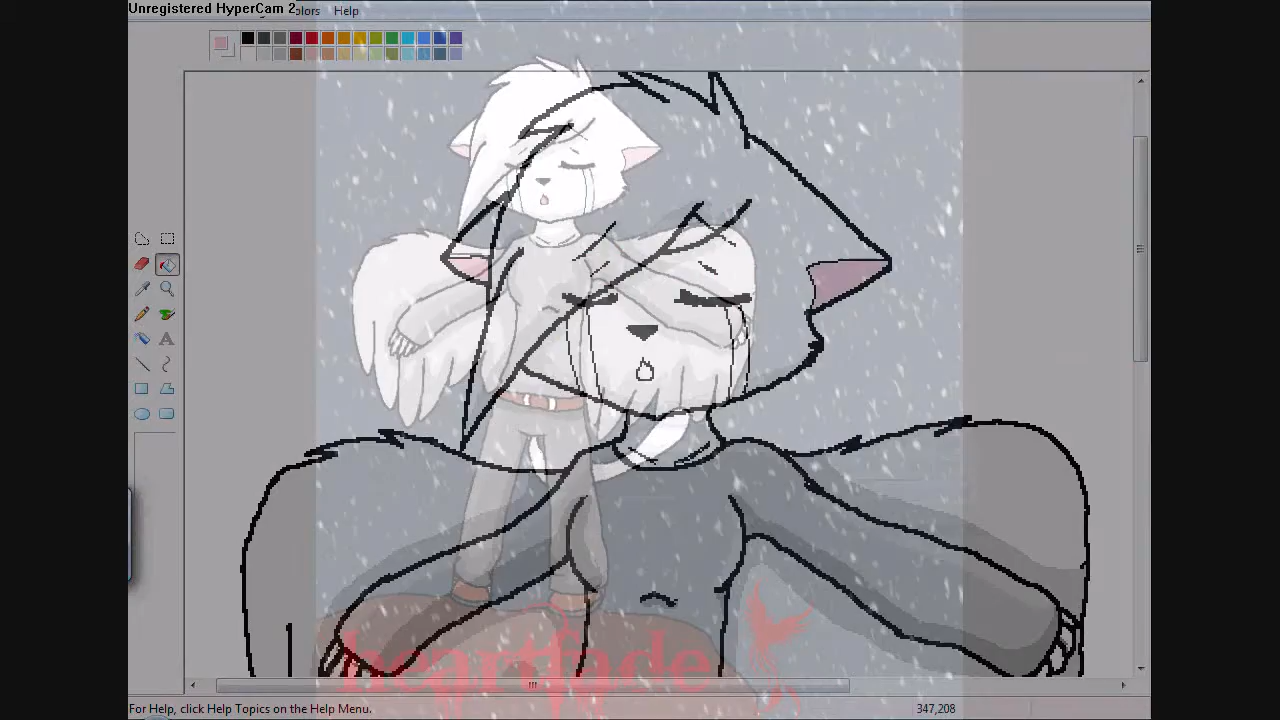 Unregistered HyperCam 2
olors Help
heartfade
For Help, click Help Topics on the Help Menu.
347,208